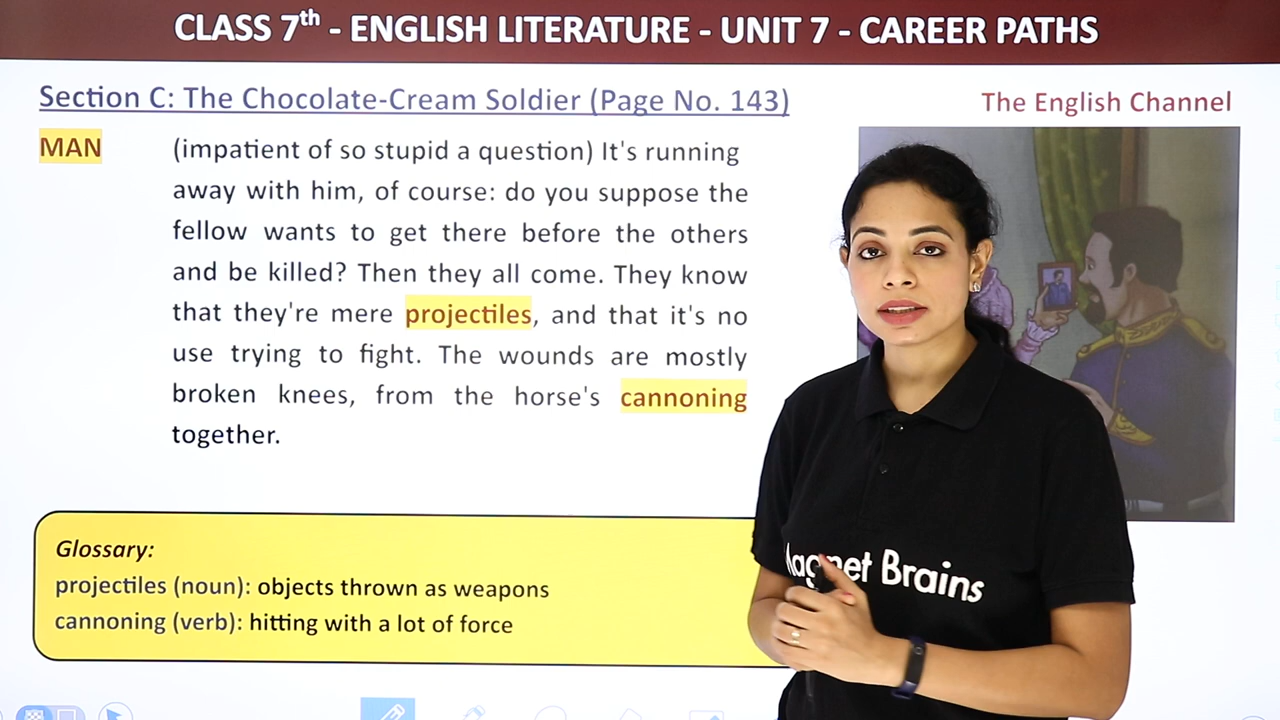 CLASS 7th - ENGLISH LITERATURE - UNIT 7 - CAREER PATHS
Section C: The Chocolate-Cream Soldier (Page No. 143)
The English Channel
MAN
(impatient of so stupid a question) It's running
away with him, of course: do you suppose the
fellow wants to get there before the others
and be killed? Then they all come. They know
that they're mere projectiles, and that it's no
use trying to fight. The wounds are mostly
broken knees, from the horse's cannoning
together.
Glossary:
projectiles (noun): objects thrown as weapons
cannoning (verb): hitting with a lot of force
Brains